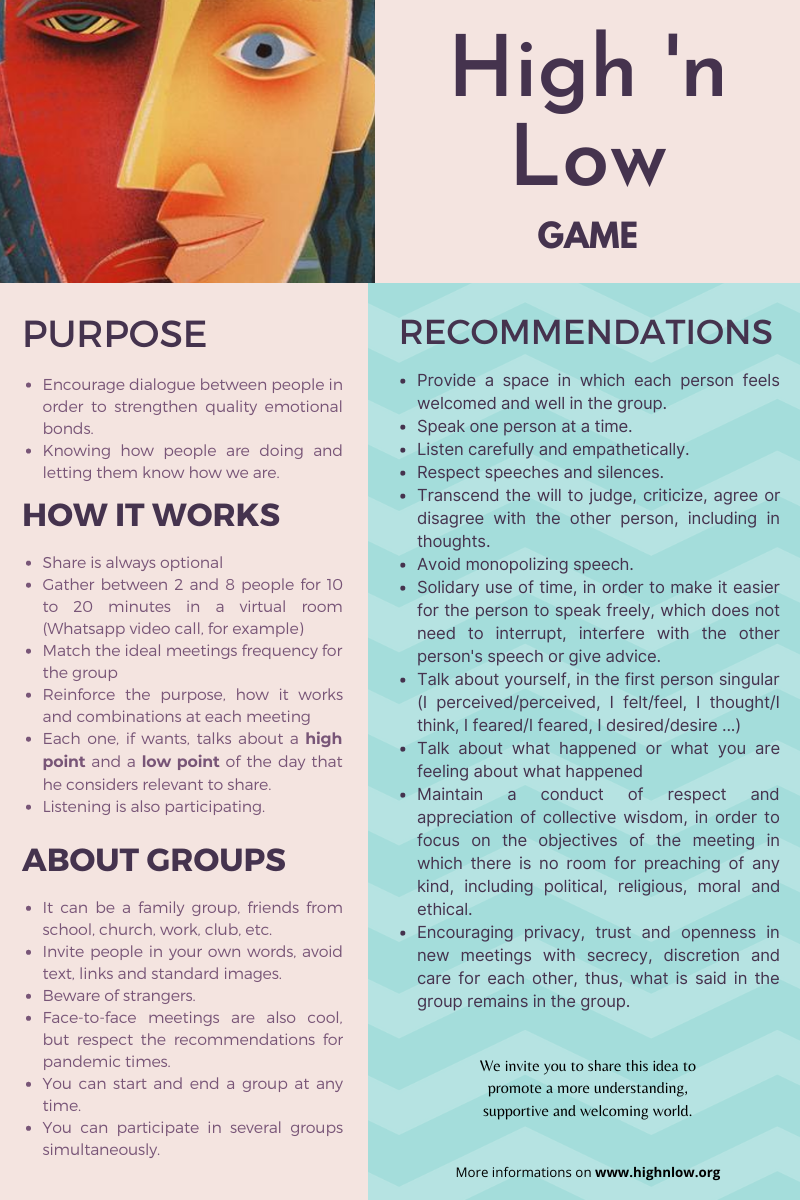 High 'n
Low
GAME
PURPOSE
• Encourage dialogue between people in
order to strengthen quality emotional
bonds.
• Knowing how people are doing and
letting them know how we are.
HOW IT WORKS
• Share is always optional
• Gather between 2 and 8 people for 10
to 20 minutes in a virtual room
(Whatsapp video call, for example)
• Match the ideal meetings frequency for
the group
• Reinforce the purpose, how it works
and combinations at each meeting
• Each one, if wants, talks about a high
point and a low point of the day that
he considers relevant to share.
• Listening is also participating.
ABOUT GROUPS
• It can be a family group, friends from
school, church, work, club, etc.
• Invite people in your own words, avoid
text, links and standard images.
• Beware of strangers.
• Face-to-face meetings are also cool,
but respect the recommendations for
pandemic times.
• You can start and end a group at any
time.
• You can participate in several groups
simultaneously.
RECOMMENDATIONS
• Provide a space in which each person feels
welcomed and well in the group.
• Speak one person at a time.
• Listen carefully and empathetically.
• Respect speeches and silences.
• Transcend the will to judge, criticize, agree or
disagree with the other person, including in
thoughts.
• Avoid monopolizing speech.
• Solidary use of time, in order to make it easier
for the person to speak freely, which does not
need to interrupt, interfere with the other
person's speech or give advice.
• Talk about yourself, in the first person singular
(I perceived/perceived, I felt/feel, I thought/I
think, I feared/I feared, I desired/desire ...)
• Talk about what happened or what you are
feeling about what happened
• Maintain a conduct of respect and
appreciation of collective wisdom, in order to
focus on the objectives of the meeting in
which there is no room for preaching of any
kind, including political, religious, moral and
ethical.
• Encouraging privacy, trust and openness in
new meetings with secrecy, discretion and
care for each other, thus, what is said in the
group remains in the group.
We invite you to share this idea to
promote a more understanding,
supportive and welcoming world.
More informations on www.highnlow.org